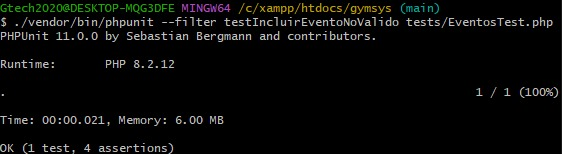 Gtech2020@DESKTOP-MQG3DFE MINGW64 /c/xampp/htdocs/gymsys (main)
$ ./vendor/bin/phpunit --filter testIncluirEventoNoValido tests/EventosTest.php
PHPUnit 11.0.0 by Sebastian Bergmann and contributors.
Runtime:       PHP 8.2.12
.                                                                   1 / 1 (100%)
Time: 00:00.021, Memory: 6.00 MB
OK (1 test, 4 assertions)